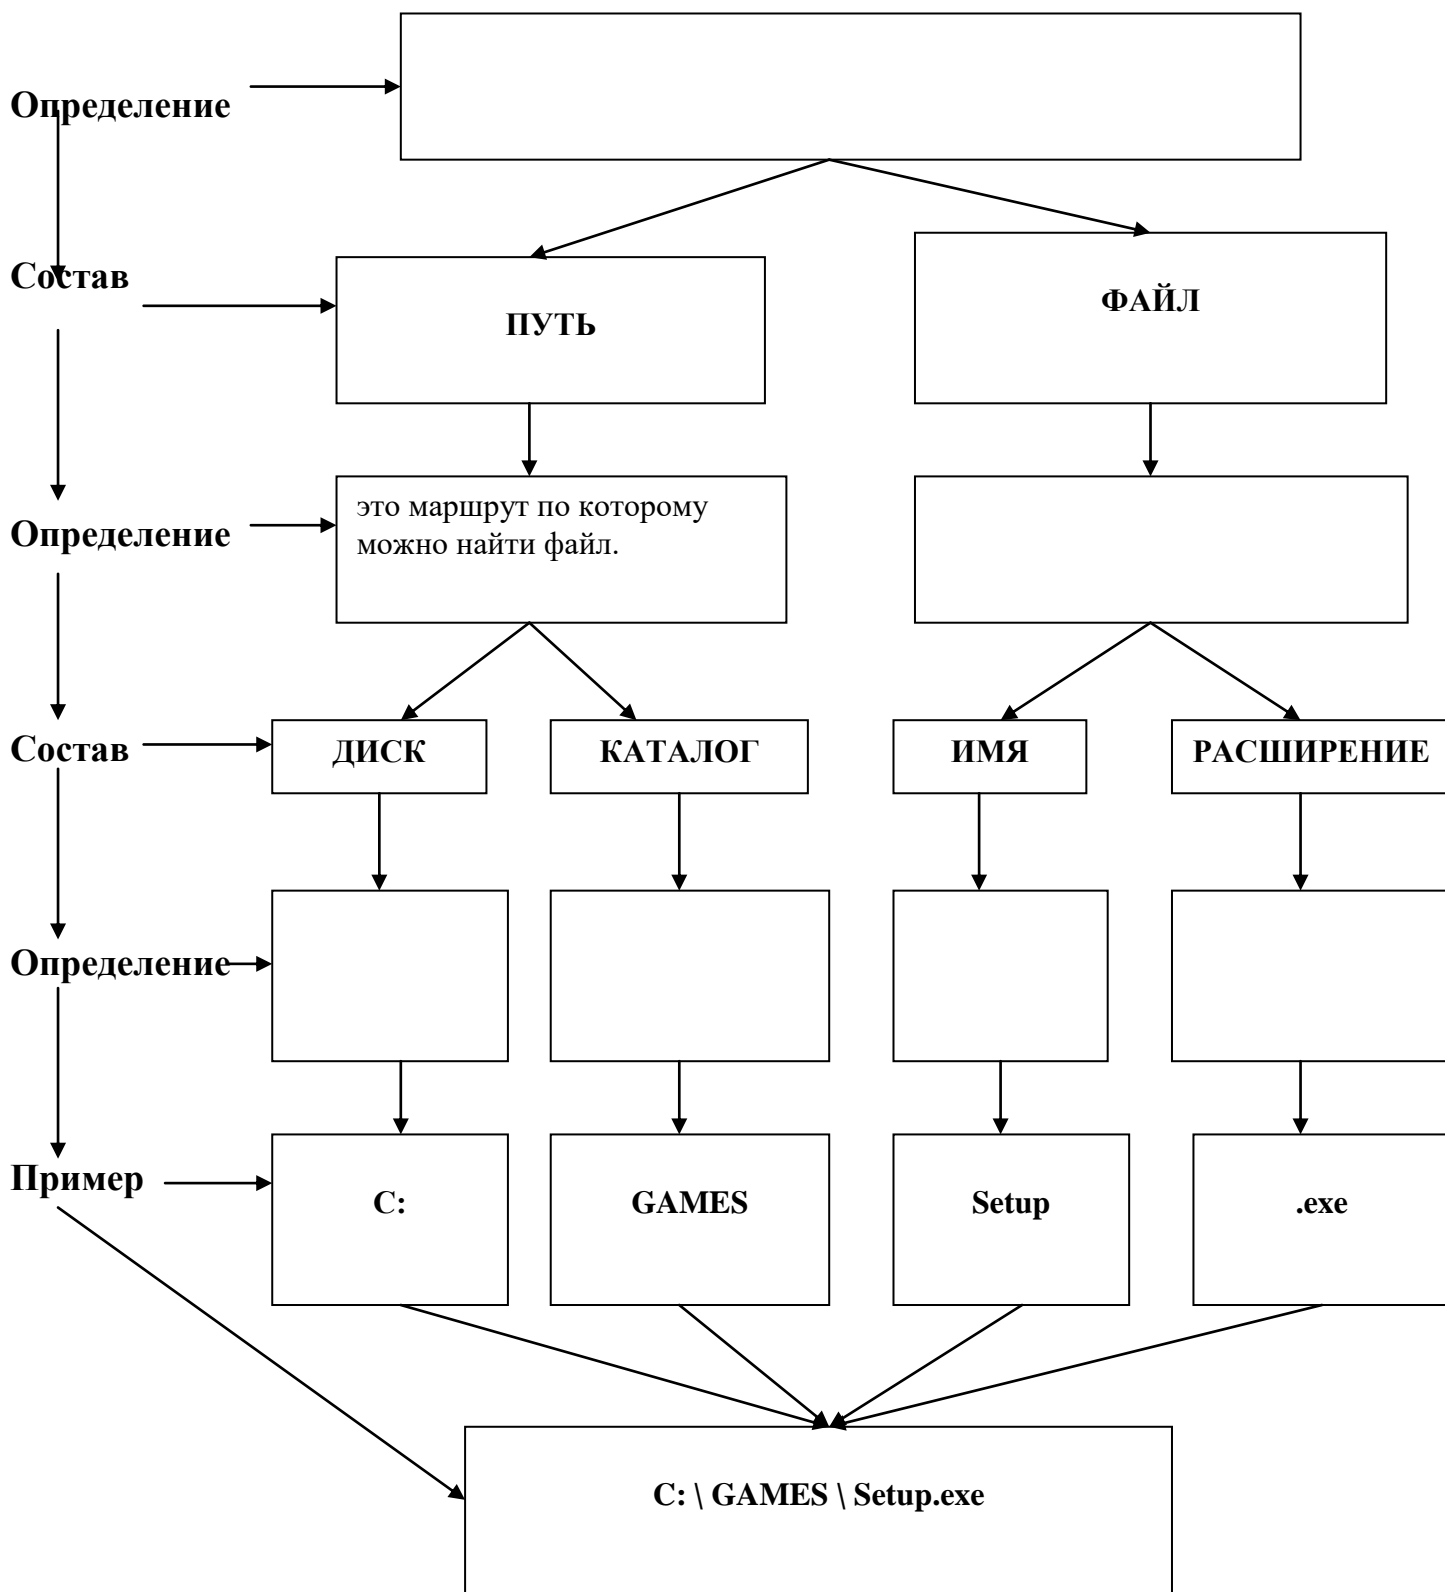 Определение
Состав
ПУТЬ
ФАЙЛ
Определение
это маршрут по которому
можно найти файл.
Состав
ДИСК
КАТАЛОГ
ИМЯ
РАСШИРЕНИЕ
Определение
Пример
C:
GAMES
Setup
.exe
C: \ GAMES \ Setup.exe